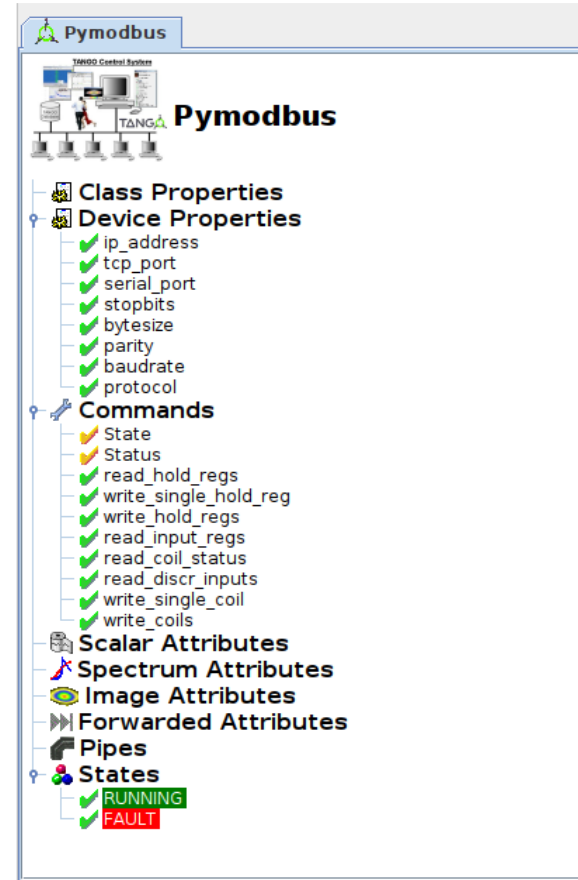 Pymodbus
TANGO Control System
TANGO
Pymodbus
Class Properties
Device Properties
ip_address
tcp_port
serial_port
stopbits
bytesize
parity
baudrate
protocol
Commands
State
Status
read_hold_regs
write_single_hold_reg
write_hold_regs
read_input_regs
read_coil_status
read_discr_inputs
write_single_coil
write_coils
Scalar Attributes
Spectrum Attributes
Image Attributes
Forwarded Attributes
Pipes
States
RUNNING
FAULT